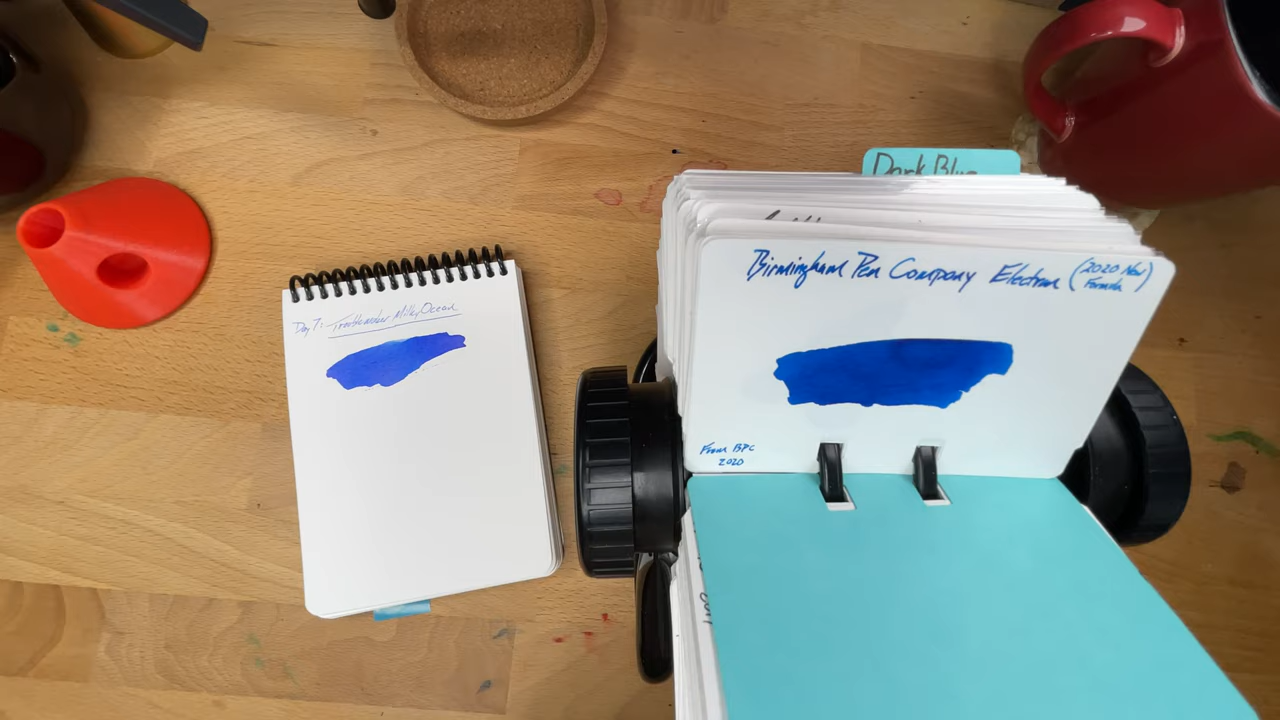 Day 7: Troublemaker Milky Ocean
Dark Blue
Birmingham Pen Company Electron (2020 New
Formula)
From BPC
2020